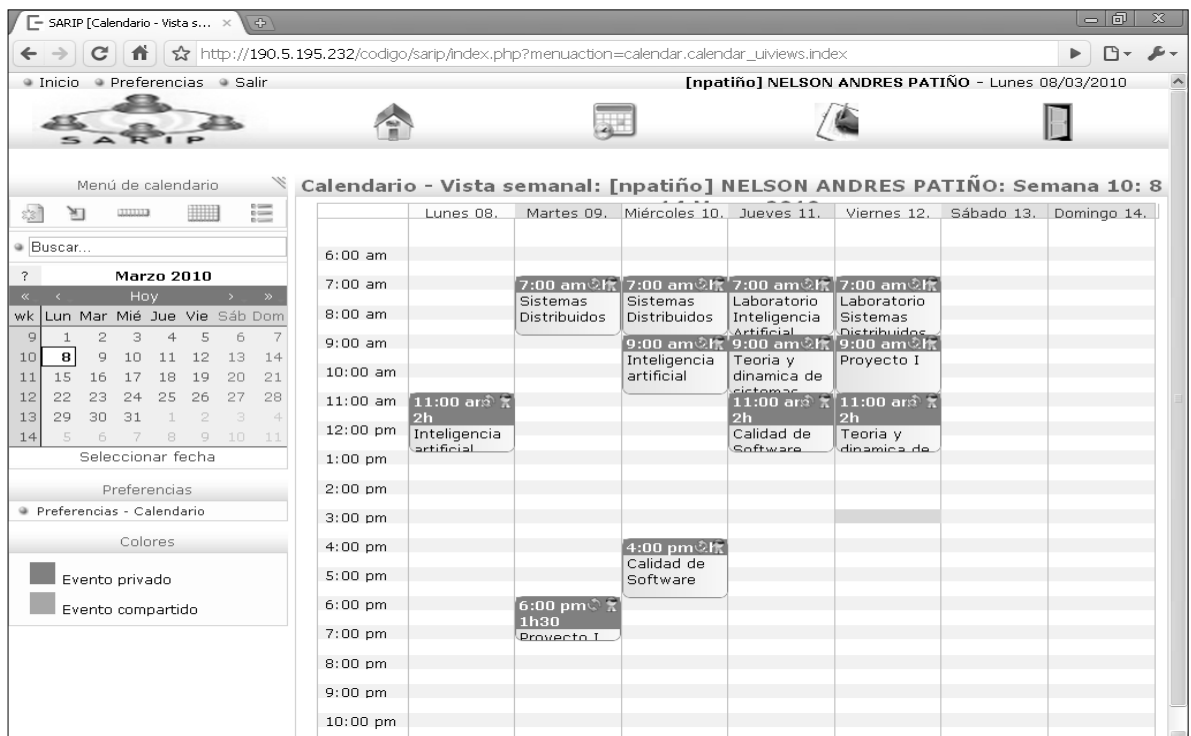 SARIP [Calendario - Vista s...
http://190.5.195.232/codigo/sarip/index.php?menuaction=calendar.calendar_uiviews.index
Inicio Preferencias Salir
[npatiño] NELSON ANDRES PATIÑO - Lunes 08/03/2010
SARIP
Menú de calendario
Buscar...
? Marzo 2010
« < Hoy > »
wk Lun Mar Mié Jue Vie Sáb Dom
9 1 2 3 4 5 6 7
10 8 9 10 11 12 13 14
11 15 16 17 18 19 20 21
12 22 23 24 25 26 27 28
13 29 30 31 1 2 3 4
14 5 6 7 8 9 10 11
Seleccionar fecha
Preferencias
Preferencias - Calendario
Colores
Evento privado
Evento compartido
Calendario - Vista semanal: [npatiño] NELSON ANDRES PATIÑO: Semana 10: 8
Lunes 08. Martes 09. Miércoles 10. Jueves 11. Viernes 12. Sábado 13. Domingo 14.
6:00 am
7:00 am
8:00 am
9:00 am
10:00 am
11:00 am
12:00 pm
1:00 pm
2:00 pm
3:00 pm
4:00 pm
5:00 pm
6:00 pm
7:00 pm
8:00 pm
9:00 pm
10:00 pm
11:00 am
2h
Inteligencia
artificial
7:00 am
Sistemas
Distribuidos
6:00 pm
1h30
Proyecto I
7:00 am
Sistemas
Distribuidos
9:00 am
Inteligencia
artificial
4:00 pm
Calidad de
Software
7:00 am
Laboratorio
Inteligencia
Artificial
9:00 am
Teoria y
dinamica de
sistemas
11:00 am
2h
Calidad de
Software
7:00 am
Laboratorio
Sistemas
Distribuidos
9:00 am
Proyecto I
11:00 am
2h
Teoria y
dinamica de